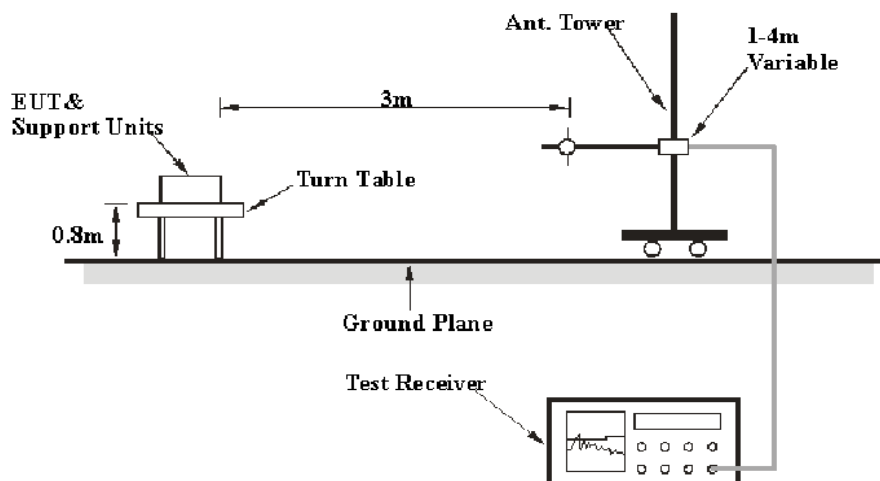 Ant. Tower
1-4m
Variable
3m
EUT &
Support Units
Turn Table
0.8m
Ground Plane
Test Receiver